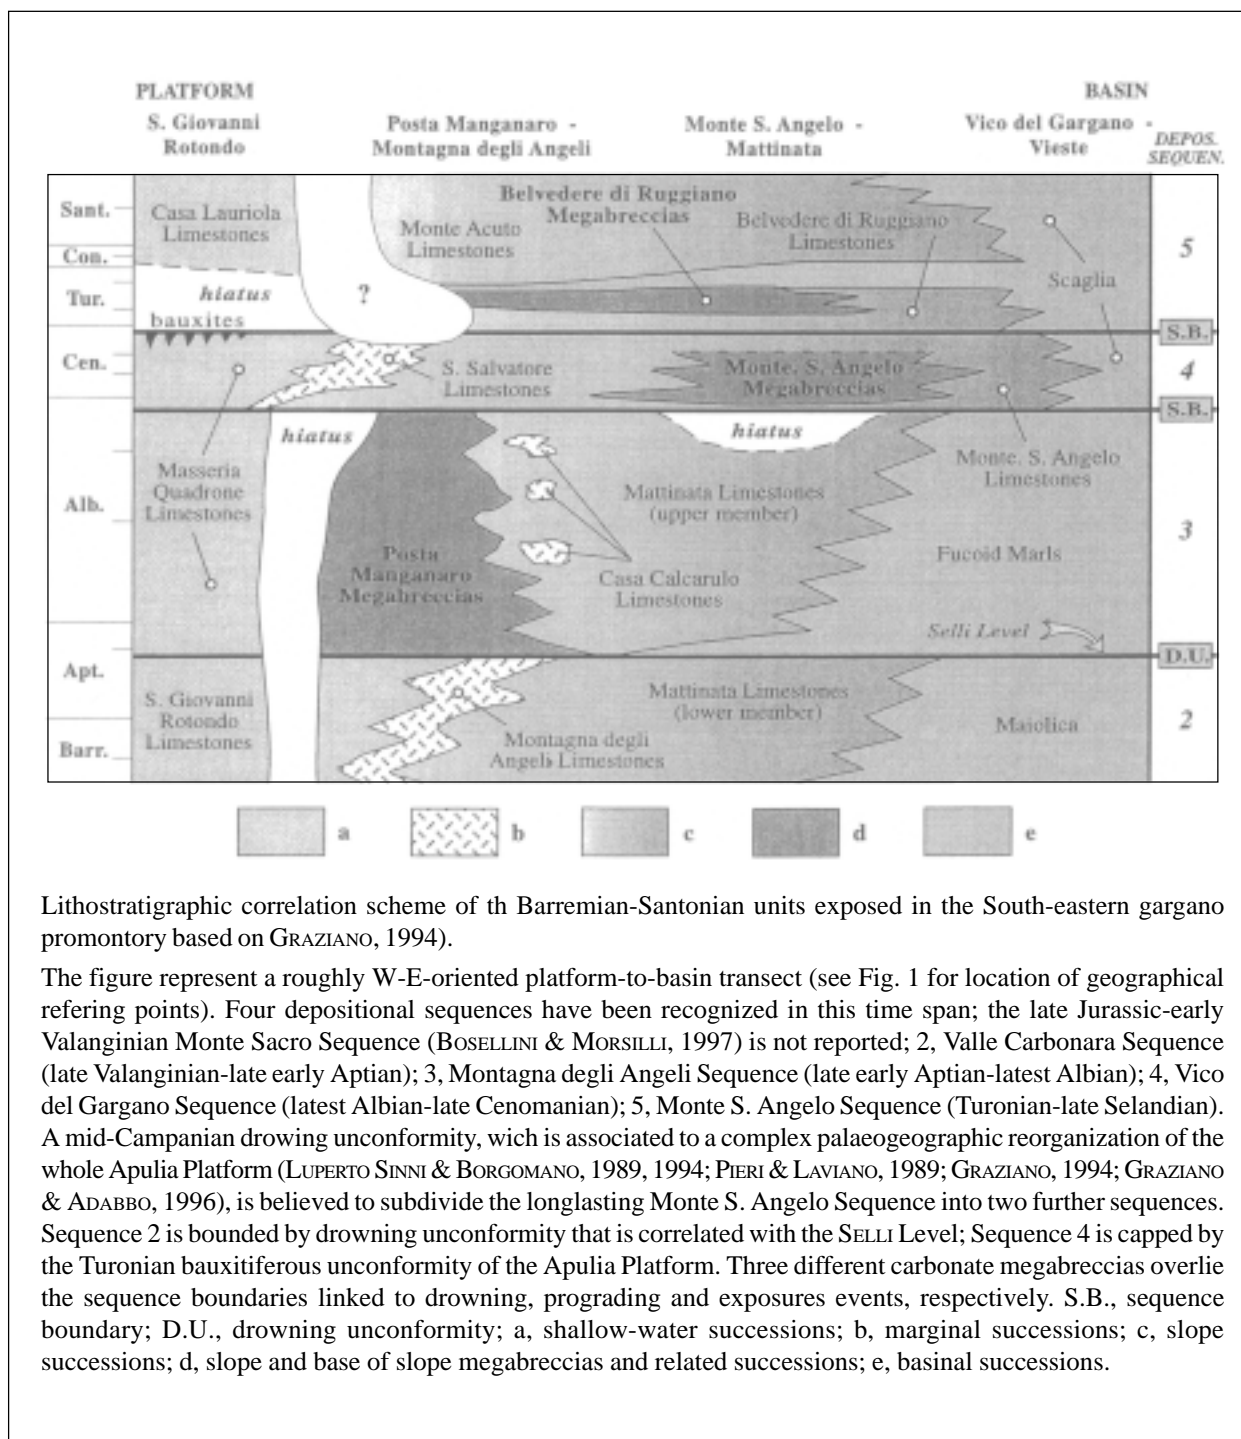 PLATFORM
BASIN
S. Giovanni
Rotondo
Posta Manganaro -
Montagna degli Angeli
Monte S. Angelo -
Mattinata
Vico del Gargano -
Vieste
DEPOS.
SEQUEN.
Sant.
Con.
Tur.
Cen.
Alb.
Apt.
Barr.
Casa Lauriola
Limestones
Monte Acuto
Limestones
Belvedere di Ruggiano
Megabreccias
Belvedere di Ruggiano
Limestones
Scaglia
5
hiatus
bauxites
?
S.B.
S. Salvatore
Limestones
Monte. S. Angelo
Megabreccias
4
S.B.
hiatus
hiatus
Masseria
Quadrone
Limestones
Posta
Manganaro
Megabreccias
Mattinata Limestones
(upper member)
Casa Calcarulo
Limestones
Monte. S. Angelo
Limestones
Fucoid Marls
3
Selli Level
D.U.
S. Giovanni
Rotondo
Limestones
Montagna degli
Angeli Limestones
Mattinata Limestones
(lower member)
Maiolica
2
a
b
c
d
e
Lithostratigraphic correlation scheme of th Barremian-Santonian units exposed in the South-eastern gargano
promontory based on GRAZIANO, 1994).
The figure represent a roughly W-E-oriented platform-to-basin transect (see Fig. 1 for location of geographical
refering points). Four depositional sequences have been recognized in this time span; the late Jurassic-early
Valanginian Monte Sacro Sequence (BOSELLINI & MORSILLI, 1997) is not reported; 2, Valle Carbonara Sequence
(late Valanginian-late early Aptian); 3, Montagna degli Angeli Sequence (late early Aptian-latest Albian); 4, Vico
del Gargano Sequence (latest Albian-late Cenomanian); 5, Monte S. Angelo Sequence (Turonian-late Selandian).
A mid-Campanian drowing unconformity, wich is associated to a complex palaeogeographic reorganization of the
whole Apulia Platform (LUPERTO SINNI & BORGOMANO, 1989, 1994; PIERI & LAVIANO, 1989; GRAZIANO, 1994; GRAZIANO
& ADABBO, 1996), is believed to subdivide the longlasting Monte S. Angelo Sequence into two further sequences.
Sequence 2 is bounded by drowning unconformity that is correlated with the SELLI Level; Sequence 4 is capped by
the Turonian bauxitiferous unconformity of the Apulia Platform. Three different carbonate megabreccias overlie
the sequence boundaries linked to drowning, prograding and exposures events, respectively. S.B., sequence
boundary; D.U., drowning unconformity; a, shallow-water successions; b, marginal successions; c, slope
successions; d, slope and base of slope megabreccias and related successions; e, basinal successions.